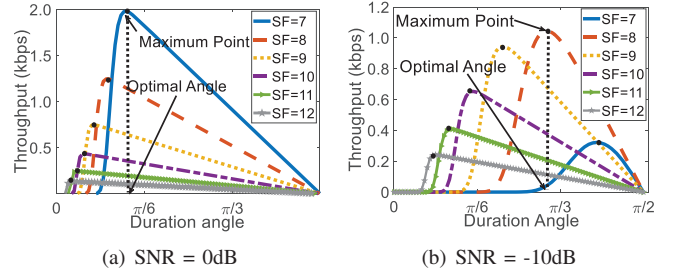 Throughput (kbps)
2.0
1.5
1.0
0.5
0
π/6
π/3
Duration angle
Maximum Point
Optimal Angle
SF=7
SF=8
SF=9
SF=10
SF=11
SF=12
(a) SNR = 0dB
Throughput (kbps)
1.2
1.0
0.8
0.6
0.4
0.2
0
0
π/6
π/3
π/2
Duration Angle
Maximum Point
Optimal Angle
SF=7
SF=8
SF=9
SF=10
SF=11
SF=12
(b) SNR = -10dB